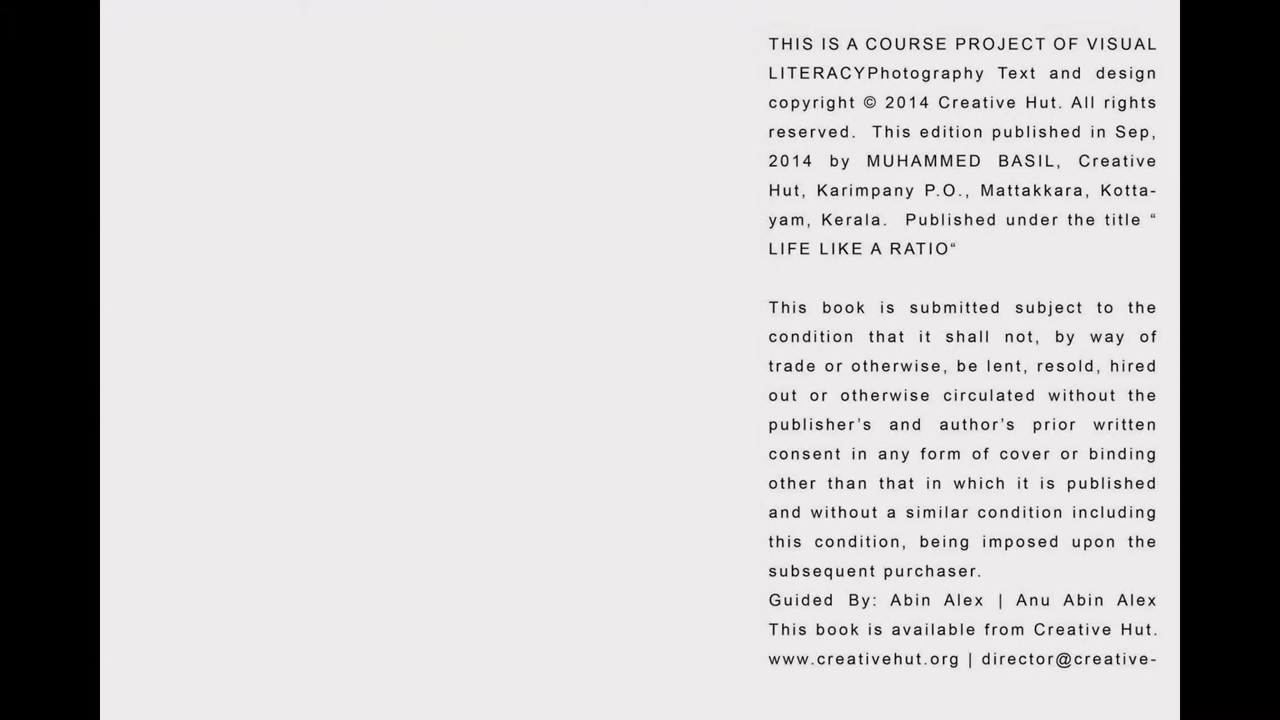 THIS IS A COURSE PROJECT OF VISUAL
LITERACYPhotography Text and design
copyright © 2014 Creative Hut. All rights
reserved.  This edition published in Sep,
2014 by MUHAMMED BASIL, Creative
Hut, Karimpany P.O., Mattakkara, Kotta-
yam, Kerala.  Published under the title “
LIFE LIKE A RATIO“
This book is submitted subject to the
condition that it shall not, by way of
trade or otherwise, be lent, resold, hired
out or otherwise circulated without the
publisher’s and author’s prior written
consent in any form of cover or binding
other than that in which it is published
and without a similar condition including
this condition, being imposed upon the
subsequent purchaser.
Guided By: Abin Alex | Anu Abin Alex
This book is available from Creative Hut.
www.creativehut.org | director@creative-